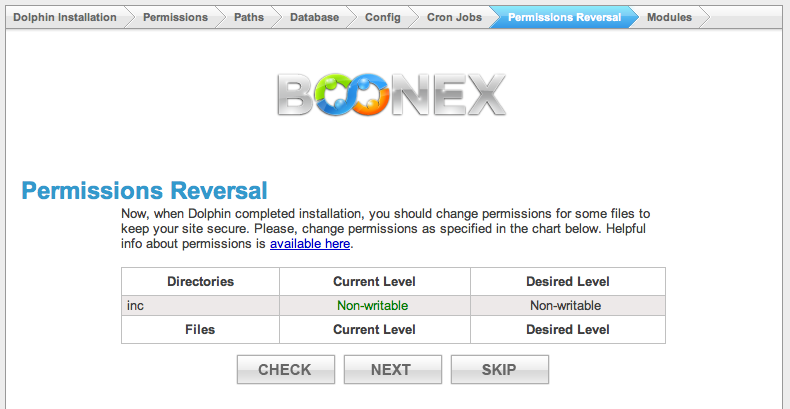 Dolphin Installation Permissions Paths Database Config Cron Jobs Permissions Reversal Modules
BOONEX
Permissions Reversal
Now, when Dolphin completed installation, you should change permissions for some files to
keep your site secure. Please, change permissions as specified in the chart below. Helpful
info about permissions is available here.
Directories Current Level Desired Level
inc Non-writable Non-writable
Files Current Level Desired Level
CHECK NEXT SKIP